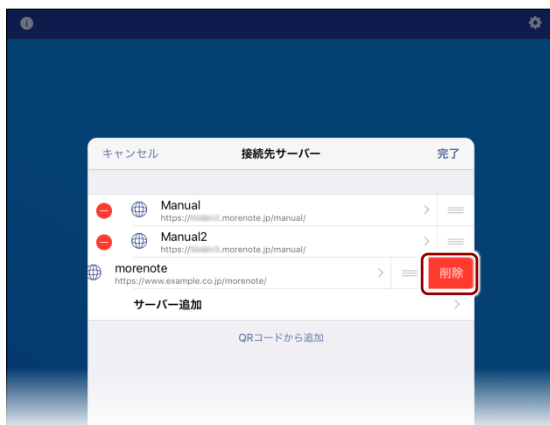 キャンセル 接続先サーバー 完了
Manual
https:// .morenote.jp/manual/
Manual2
https:// .morenote.jp/manual/
morenote
https://www.example.co.jp/morenote/
削除
サーバー追加
QRコードから追加